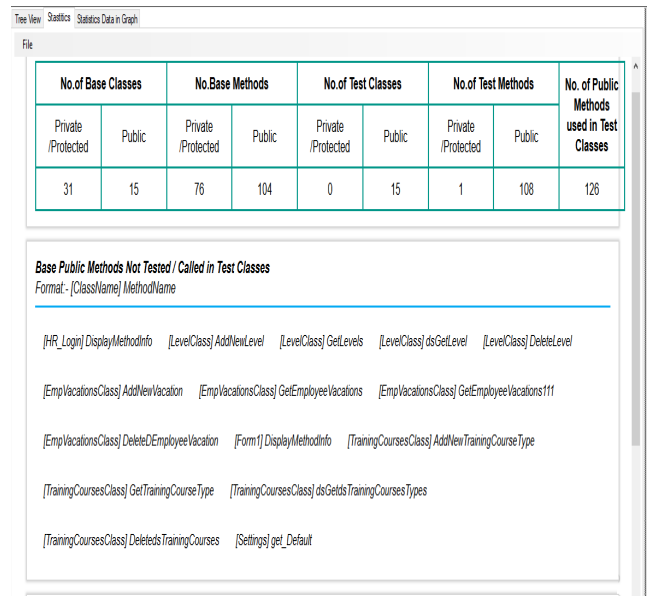 Tree View Stastitics Statistics Data in Graph
File
No.of Base Classes No.Base Methods No.of Test Classes No.of Test Methods No. of Public Methods used in Test Classes
Private /Protected Public Private /Protected Public Private /Protected Public Private /Protected Public
31 15 76 104 0 15 1 108 126
Base Public Methods Not Tested / Called in Test Classes
Format:- [ClassName] MethodName
[HR_Login] DisplayMethodInfo [LevelClass] AddNewLevel [LevelClass] GetLevels [LevelClass] dsGetLevel [LevelClass] DeleteLevel
[EmpVacationsClass] AddNewVacation [EmpVacationsClass] GetEmployeeVacations [EmpVacationsClass] GetEmployeeVacations111
[EmpVacationsClass] DeleteDEmployeeVacation [Form1] DisplayMethodInfo [TrainingCoursesClass] AddNewTrainingCourseType
[TrainingCoursesClass] GetTrainingCourseType [TrainingCoursesClass] dsGetdsTrainingCoursesTypes
[TrainingCoursesClass] DeletedsTrainingCourses [Settings] get_Default